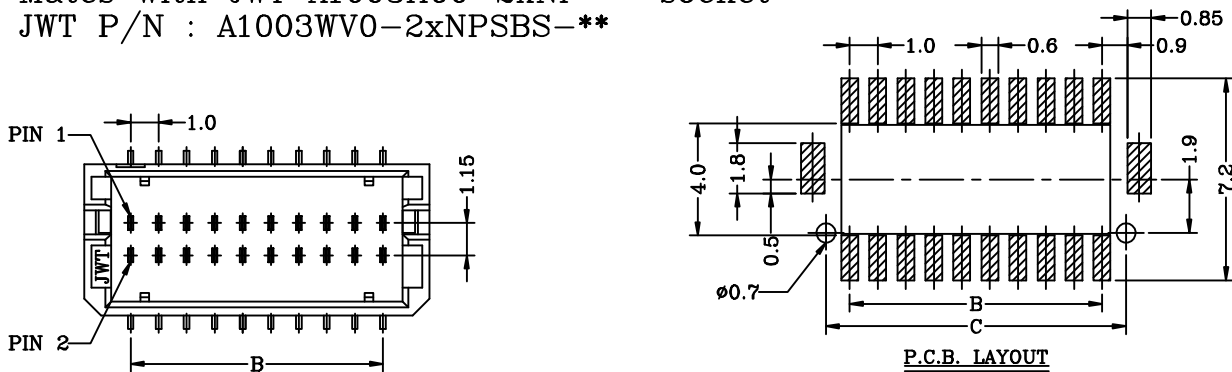 JWT P/N : A1003WV0-2xNPSBS-**
0.85
1.0
0.6
0.9
PIN 1
1.0
1.15
4.0
1.8
1.9
7.2
0.5
JWT
ø0.7
PIN 2
B
B
C
P.C.B. LAYOUT